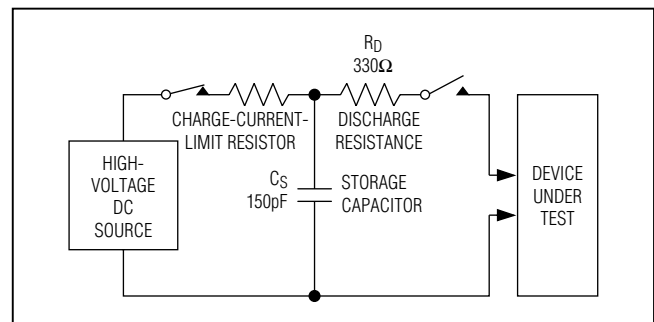 R_D
330Ω
CHARGE-CURRENT-
LIMIT RESISTOR
DISCHARGE
RESISTANCE
HIGH-
VOLTAGE
DC
SOURCE
C_S
150pF
STORAGE
CAPACITOR
DEVICE
UNDER
TEST